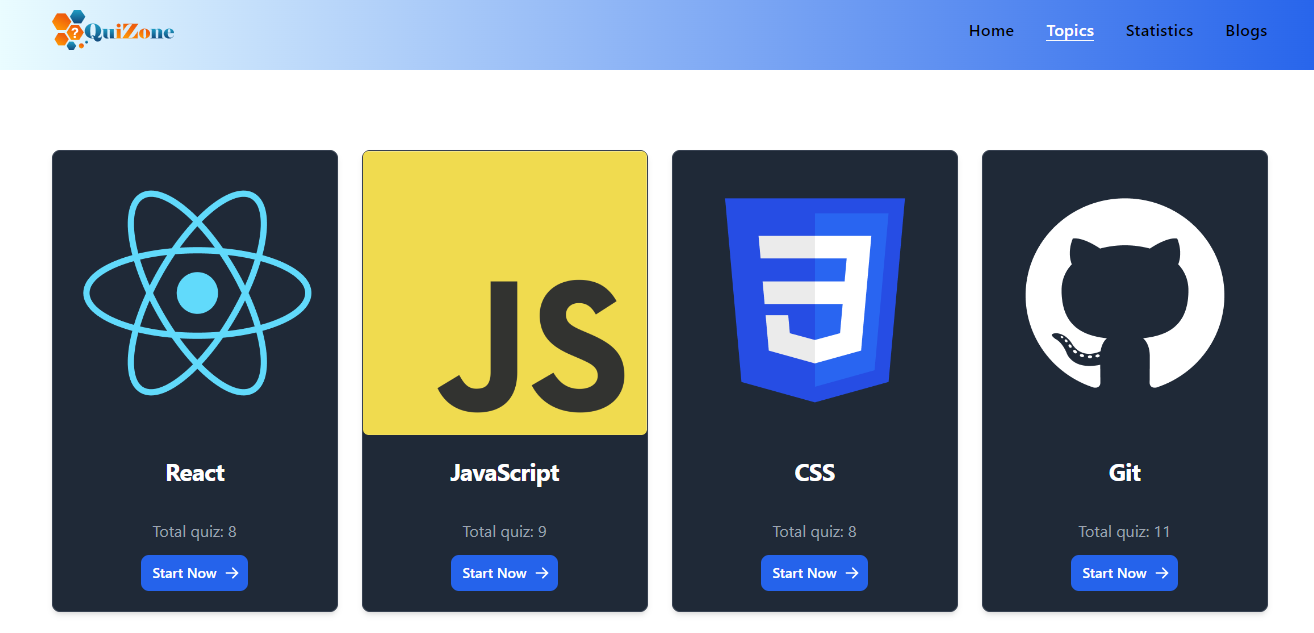 QuiZone
Home Topics Statistics Blogs
JS
React JavaScript CSS Git
Total quiz: 8 Total quiz: 9 Total quiz: 8 Total quiz: 11
Start Now → Start Now → Start Now → Start Now →